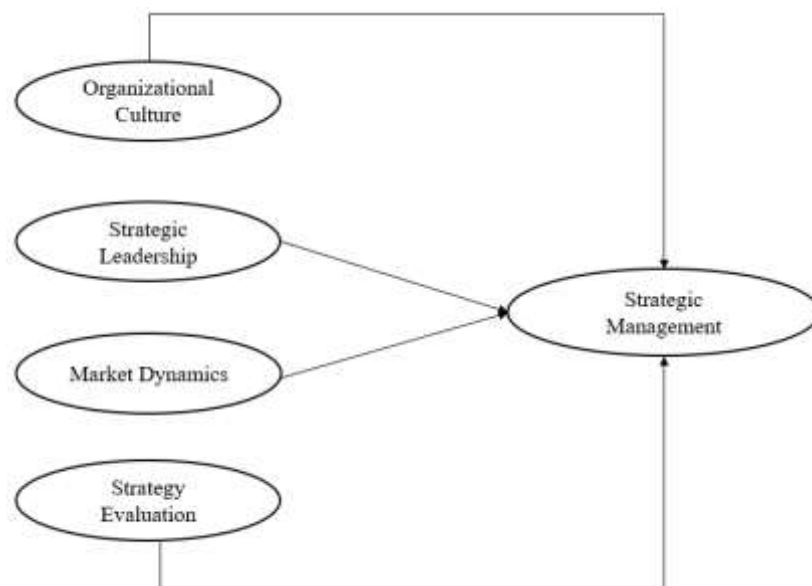 Organizational
Culture
Strategic
Leadership
Strategic
Management
Market Dynamics
Strategy
Evaluation